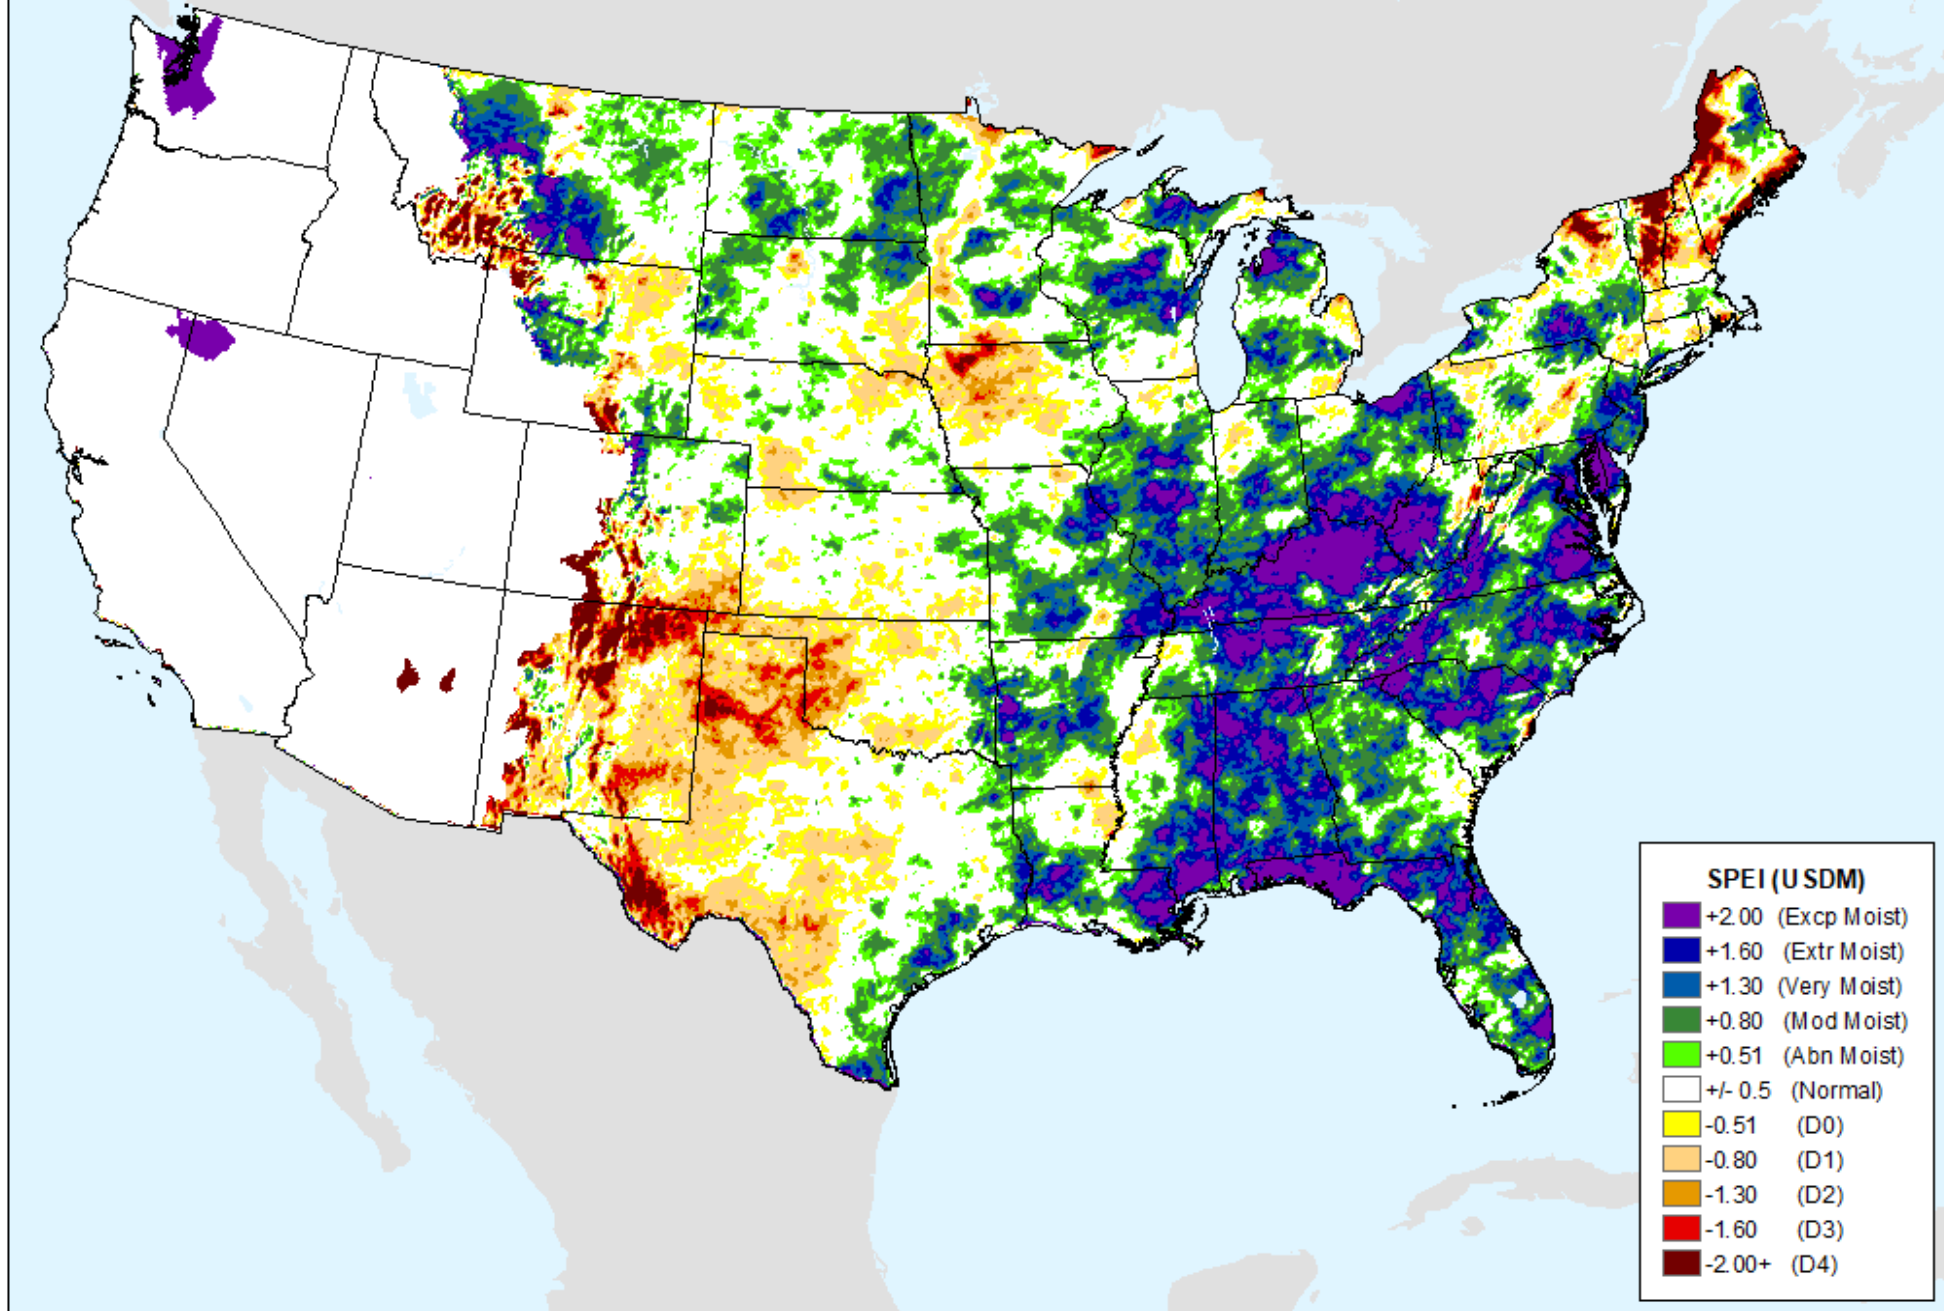 SPEI (USDM)
+2.00 (Excp Moist)
+1.60 (Extr Moist)
+1.30 (Very Moist)
+0.80 (Mod Moist)
+0.51 (Abn Moist)
+/- 0.5 (Normal)
-0.51 (D0)
-0.80 (D1)
-1.30 (D2)
-1.60 (D3)
-2.00+ (D4)